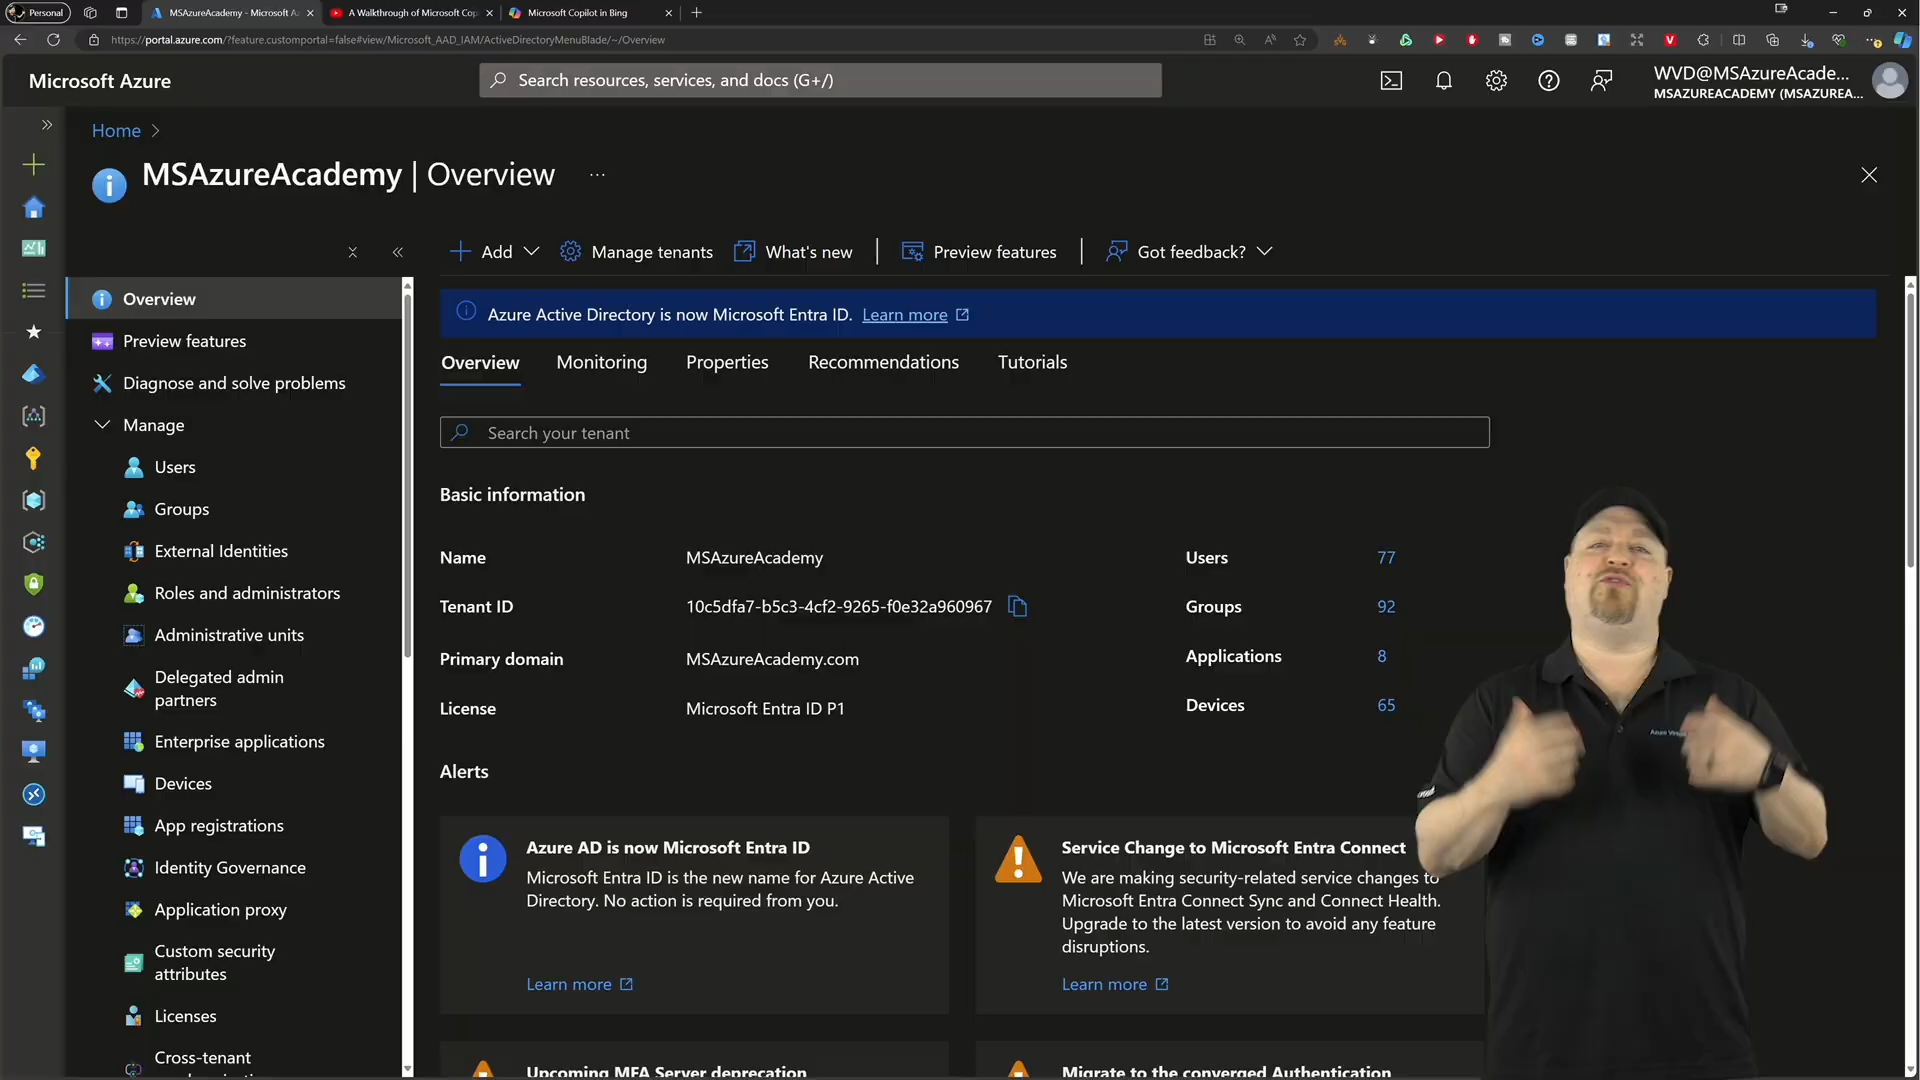 Personal
MSAzureAcademy - Microsoft Az
A Walkthrough of Microsoft Cop
Microsoft Copilot in Bing
https://portal.azure.com/?feature.customportal=false#view/Microsoft_AAD_IAM/ActiveDirectoryMenuBlade/~/Overview
Microsoft Azure
Search resources, services, and docs (G+/)
WVD@MSAzureAcade...
MSAZUREACADEMY (MSAZUREA...
Home
MSAzureAcademy | Overview
...
Add
Manage tenants
What's new
Preview features
Got feedback?
Overview
Preview features
Diagnose and solve problems
Manage
Users
Groups
External Identities
Roles and administrators
Administrative units
Delegated admin
partners
Enterprise applications
Devices
App registrations
Identity Governance
Application proxy
Custom security
attributes
Licenses
Cross-tenant
Azure Active Directory is now Microsoft Entra ID. Learn more
Overview
Monitoring
Properties
Recommendations
Tutorials
Search your tenant
Basic information
Name MSAzureAcademy
Users 77
Tenant ID 10c5dfa7-b5c3-4cf2-9265-f0e32a960967
Groups 92
Primary domain MSAzureAcademy.com
Applications 8
License Microsoft Entra ID P1
Devices 65
Alerts
Azure AD is now Microsoft Entra ID
Microsoft Entra ID is the new name for Azure Active
Directory. No action is required from you.
Learn more
Service Change to Microsoft Entra Connect
We are making security-related service changes to
Microsoft Entra Connect Sync and Connect Health.
Upgrade to the latest version to avoid any feature
disruptions.
Learn more
Upcoming MFA Server deprecation
Migrate to the converged Authentication